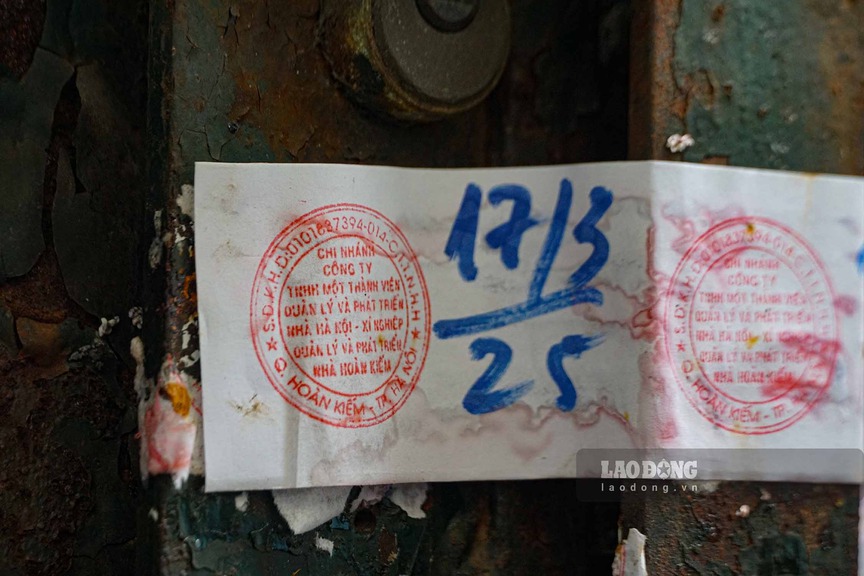 S.Đ.K.H.Đ:0101637394-014-C.T.T.N.H.H
CHI NHÁNH
CÔNG TY
TNHH MỘT THÀNH VIÊN
QUẢN LÝ VÀ PHÁT TRIỂN
NHÀ HÀ NỘI - XÍ NGHIỆP
QUẢN LÝ VÀ PHÁT TRIỂN
NHÀ HOÀN KIẾM
Q. HOÀN KIẾM - TP. HÀ NỘI
17/3
25
CHI NHÁNH
CÔNG TY
TNHH MỘT THÀNH VIÊN
QUẢN LÝ VÀ PHÁT TRIỂN
NHÀ HÀ NỘI - XÍ NGHIỆP
QUẢN LÝ VÀ PHÁT TRIỂN
NHÀ HOÀN KIẾM
Q. HOÀN KIẾM - TP.
LAO ĐỘNG
laodong.vn